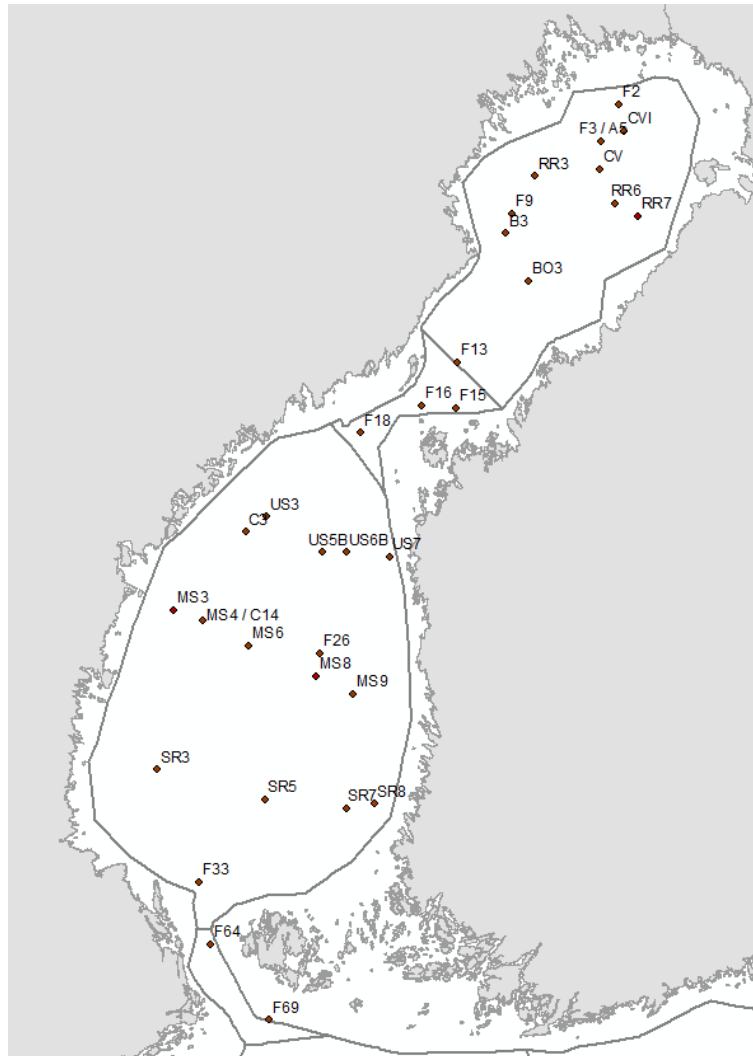 F2
CVI
F3 / A5
CV
RR3
RR6
RR7
F9
B3
BO3
F13
F16
F15
F18
US3
C3
US5B
US6B
US7
MS3
MS4 / C14
MS6
F26
MS8
MS9
SR3
SR5
SR7
SR8
F33
F64
F69